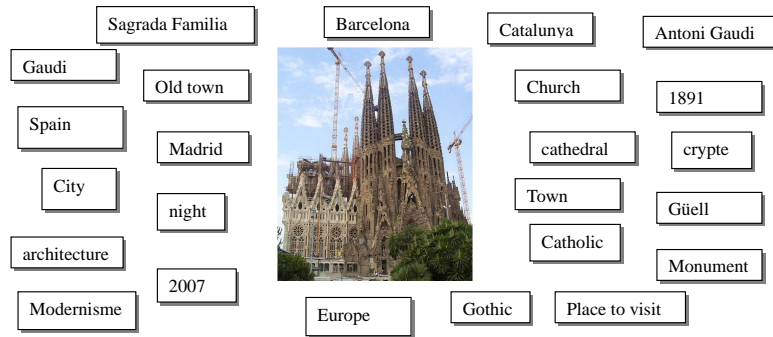 Sagrada Familia
Barcelona
Catalunya
Antoni Gaudi
Gaudi
Old town
Church
1891
Spain
Madrid
cathedral
crypte
City
night
Town
Güell
architecture
Catholic
2007
Monument
Modernisme
Europe
Gothic
Place to visit